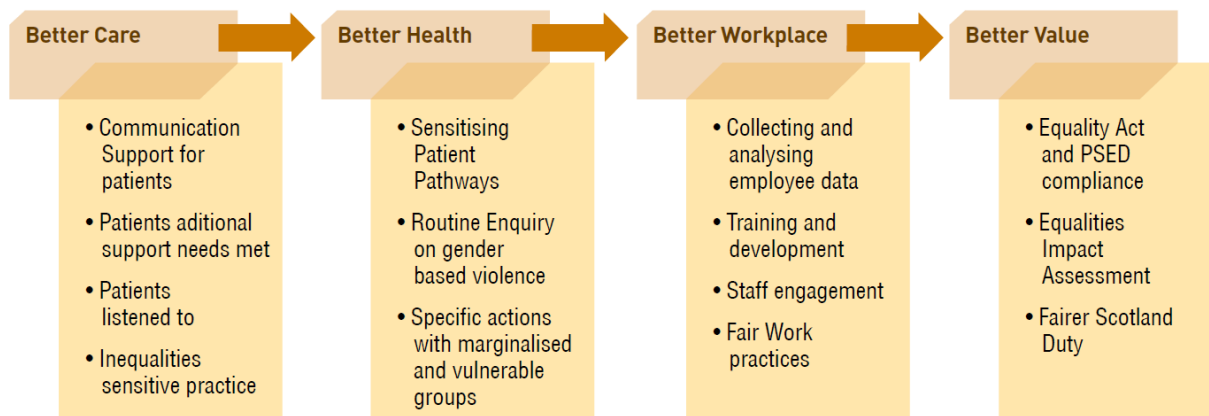 Better Care
Better Health
Better Workplace
Better Value
• Communication
Support for
patients
• Patients aditional
support needs met
• Patients
listened to
• Inequalities
sensitive practice
• Sensitising
Patient
Pathways
• Routine Enquiry
on gender
based violence
• Specific actions
with marginalised
and vulnerable
groups
• Collecting and
analysing
employee data
• Training and
development
• Staff engagement
• Fair Work
practices
• Equality Act
and PSED
compliance
• Equalities
Impact
Assessment
• Fairer Scotland
Duty